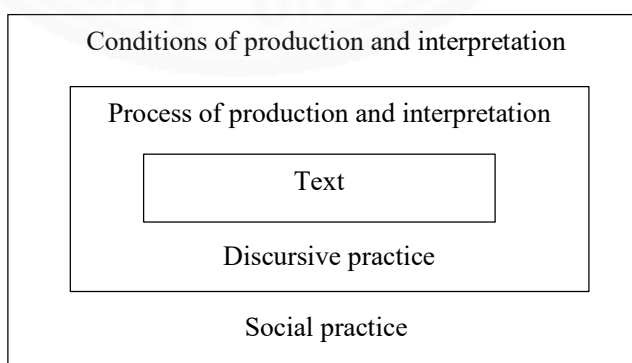 Conditions of production and interpretation
Process of production and interpretation
Text
Discursive practice
Social practice